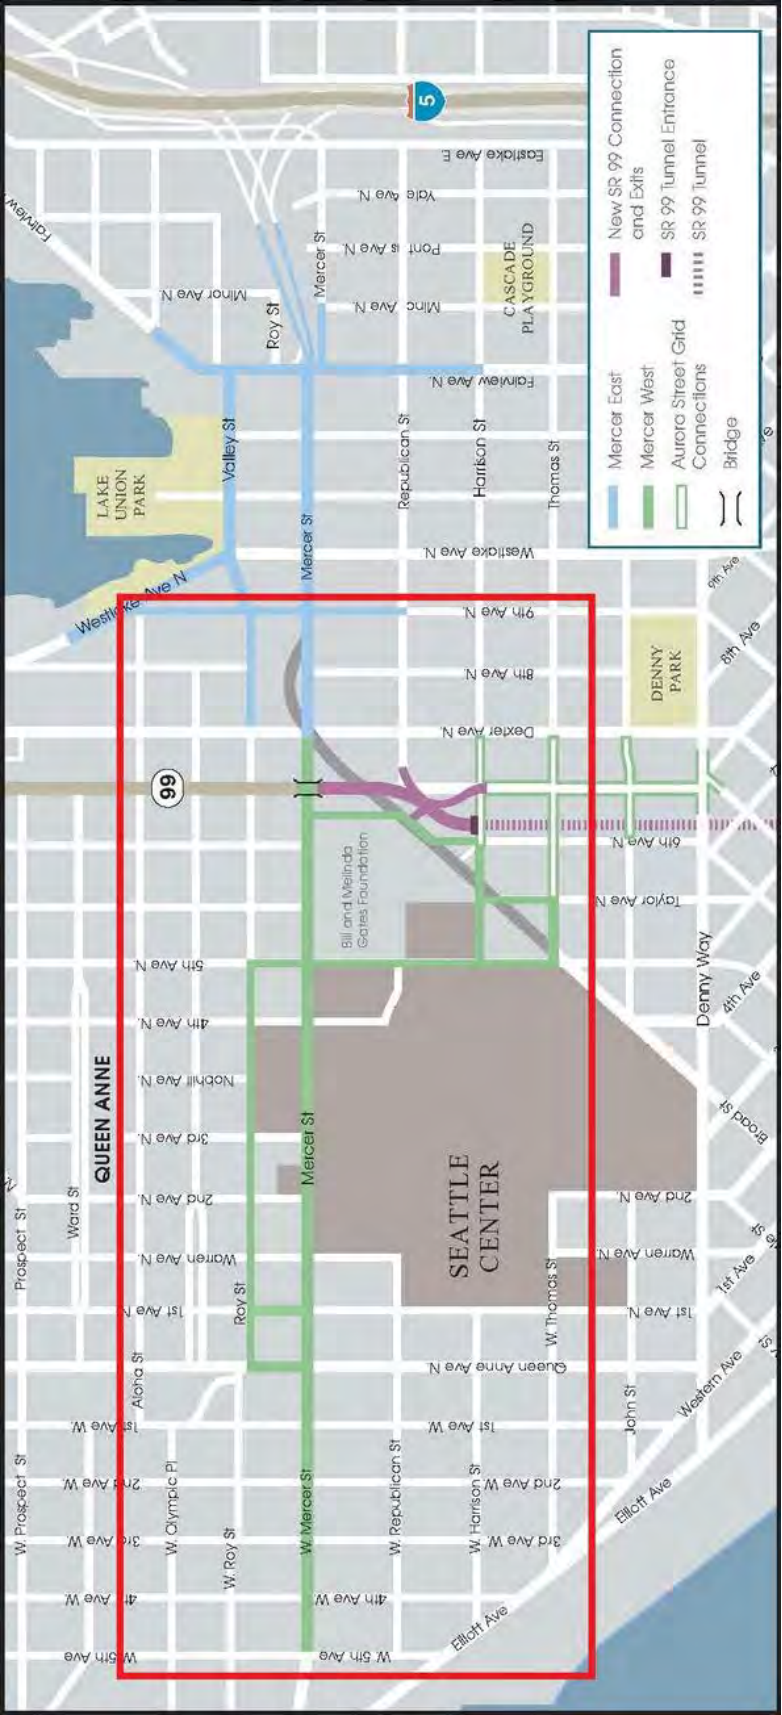 W. Prospect St
Prospect St
Fairview
Ward St
QUEEN ANNE
W. 5th Ave
4th Ave W.
3rd Ave W.
2nd Ave W.
1st Ave W.
Aloha St
1st Ave N
Warren Ave N
2nd Ave N
3rd Ave N
Nobhill Ave N.
4th Ave N
5th Ave N.
99
Westlake Ave N
LAKE
UNION
PARK
Minor Ave N
W. Olympic Pl
W. Roy St
Roy St
Valley St
Roy St
W. Mercer St
Mercer St
Mercer St
Mercer St
Bill and Melinda
Gates Foundation
W. 5th Ave
4th Ave W.
W. Republican St
Republican St
Yale Ave N.
Eastlake Ave E
5
Elliott Ave
W. Harrison St
Harrison St
Fairview Ave N
3rd Ave W.
2nd Ave W.
1st Ave W.
Queen Anne Ave N.
SEATTLE
CENTER
Dexter Ave N
8th Ave N.
9th Ave N.
Westlake Ave N
CASCADE
PLAYGROUND
W. Thomas St
Thomas St
1st Ave N.
Warren Ave N.
2nd Ave N.
Taylor Ave N
6th Ave N.
John St
DENNY
PARK
Elliott Ave
Western Ave
1st Ave
Broad St
4th Ave
Denny Way
8th Ave
9th Ave
Mercer East
Mercer West
Aurora Street Grid
Connections
Bridge
New SR 99 Connection
and Exits
SR 99 Tunnel Entrance
SR 99 Tunnel